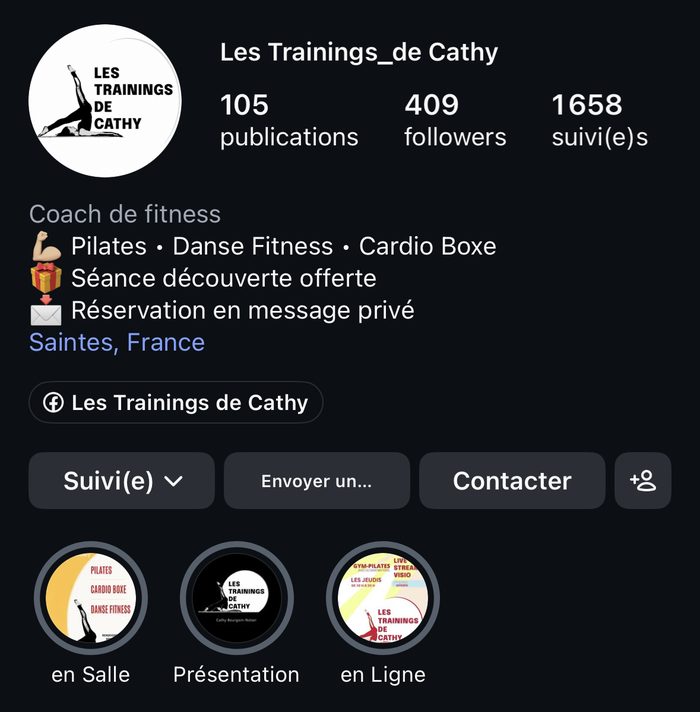 LES
TRAININGS
DE
CATHY
Les Trainings_de Cathy
105
publications
409
followers
1658
suivi(e)s
Coach de fitness
💪🏼 Pilates • Danse Fitness • Cardio Boxe
🎁 Séance découverte offerte
📩 Réservation en message privé
Saintes, France
Les Trainings de Cathy
Suivi(e)
Envoyer un...
Contacter
PILATES
CARDIO BOXE
DANSE FITNESS
en Salle
LES
TRAININGS
DE
CATHY
Présentation
GYM-PILATES
LES JEUDIS
LIVE
STREAM
VISIO
LES
TRAININGS
DE
CATHY
en Ligne